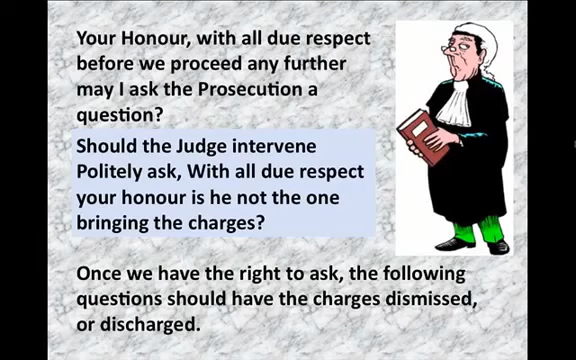 Your Honour, with all due respect
before we proceed any further
may I ask the Prosecution a
question?
Should the Judge intervene
Politely ask, With all due respect
your honour is he not the one
bringing the charges?
Once we have the right to ask, the following
questions should have the charges dismissed,
or discharged.